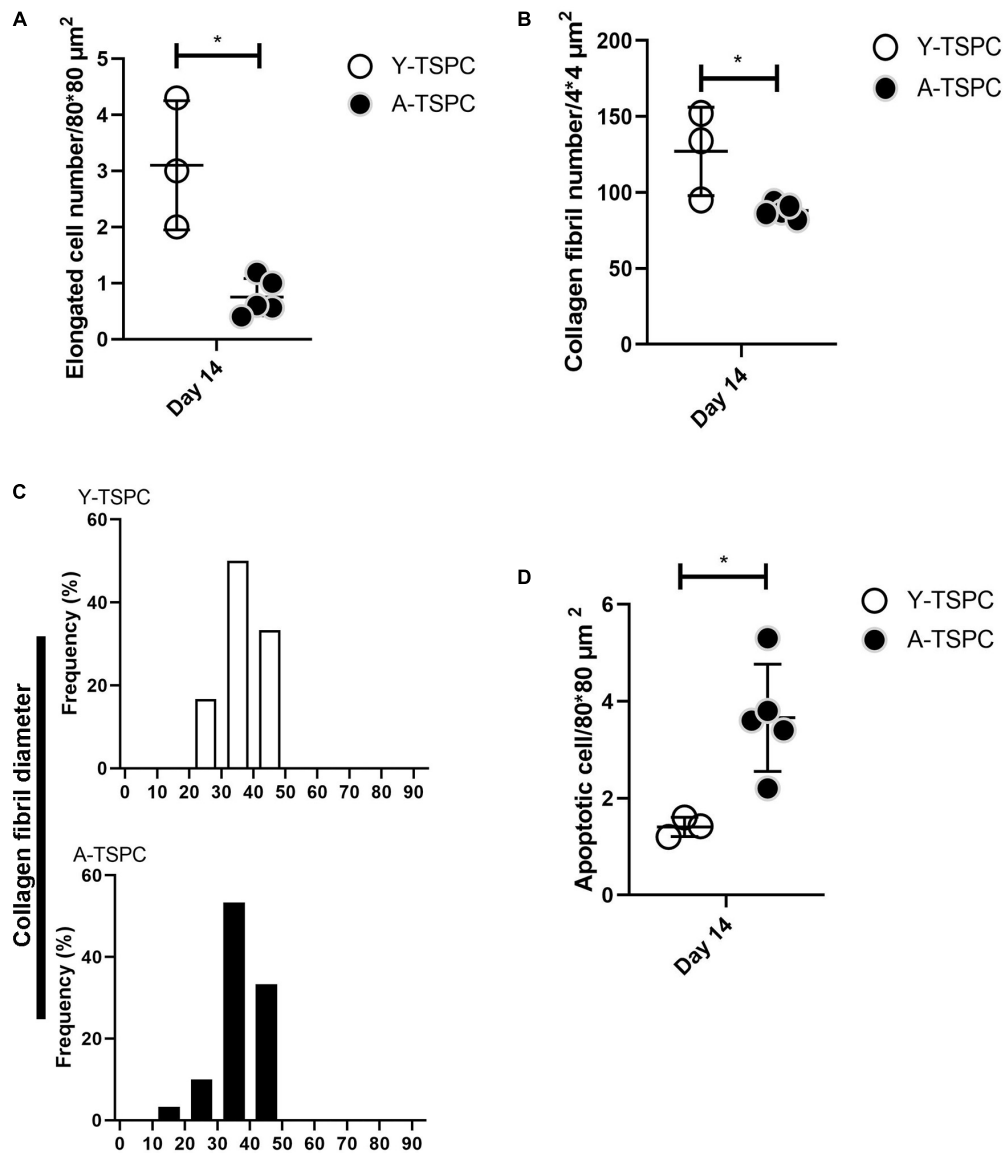 A
Elongated cell number/80*80 µm²
5
4
3
2
1
0
*
Day 14
Y-TSPC
A-TSPC
B
Collagen fibril number/4*4 µm²
200
150
100
50
0
*
Day 14
Y-TSPC
A-TSPC
C
Collagen fibril diameter
Y-TSPC
Frequency (%)
60
40
20
0
0 10 20 30 40 50 60 70 80 90
A-TSPC
Frequency (%)
60
40
20
0
0 10 20 30 40 50 60 70 80 90
D
Apoptotic cell/80*80 µm ²
6
4
2
0
*
Day 14
Y-TSPC
A-TSPC